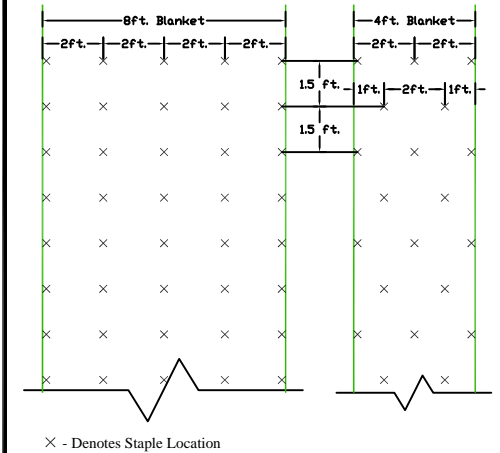 8ft. Blanket
4ft. Blanket
2ft. 2ft. 2ft. 2ft.
2ft. 2ft.
1.5 ft.
1ft. 2ft. 1ft.
1.5 ft.
× - Denotes Staple Location